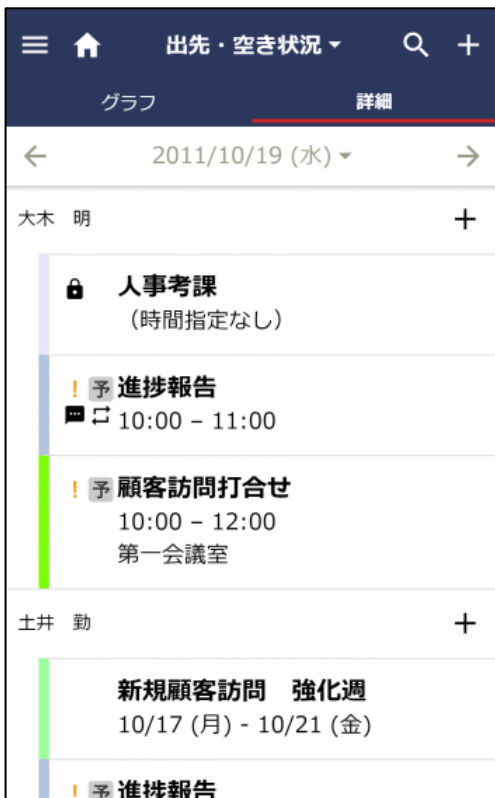 出先・空き状況
グラフ 詳細
2011/10/19 (水)
大木　明
人事考課
（時間指定なし）
! 予 進捗報告
10:00 – 11:00
! 予 顧客訪問打合せ
10:00 – 12:00
第一会議室
土井　勤
新規顧客訪問　強化週
10/17 (月) - 10/21 (金)
! 予 進捗報告